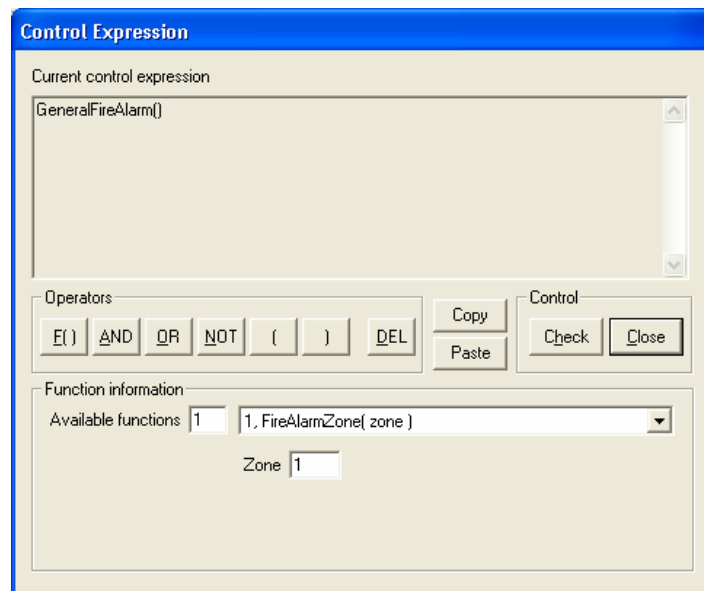 Control Expression
Current control expression
GeneralFireAlarm()
Operators
F() AND OR NOT ( ) DEL
Copy
Paste
Control
Check Close
Function information
Available functions 1 1, FireAlarmZone( zone )
Zone 1